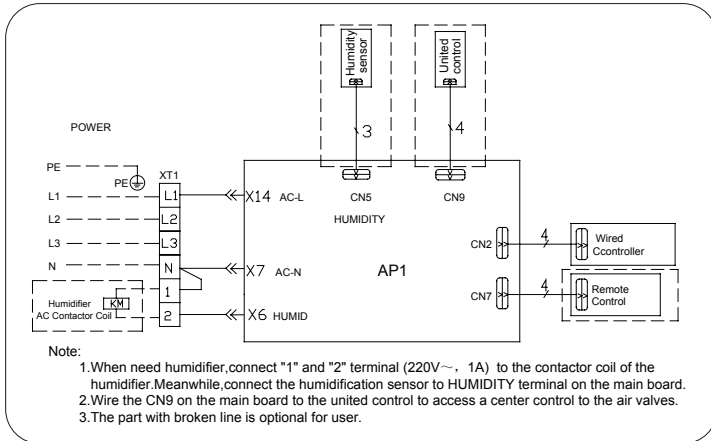 Humidity
sensor
United
control
3
4
POWER
PE
PE
XT1
L1
L1
X14 AC-L
CN5
CN9
HUMIDITY
L2
L2
L3
L3
N
N
X7 AC-N
AP1
CN2
4
Wired
Ccontroller
1
CN7
4
Remote
Control
Humidifier
KM
AC Contactor Coil
2
X6 HUMID
Note:
1.When need humidifier,connect "1" and "2" terminal (220V～, 1A) to the contactor coil of the
humidifier.Meanwhile,connect the humidification sensor to HUMIDITY terminal on the main board.
2.Wire the CN9 on the main board to the united control to access a center control to the air valves.
3.The part with broken line is optional for user.